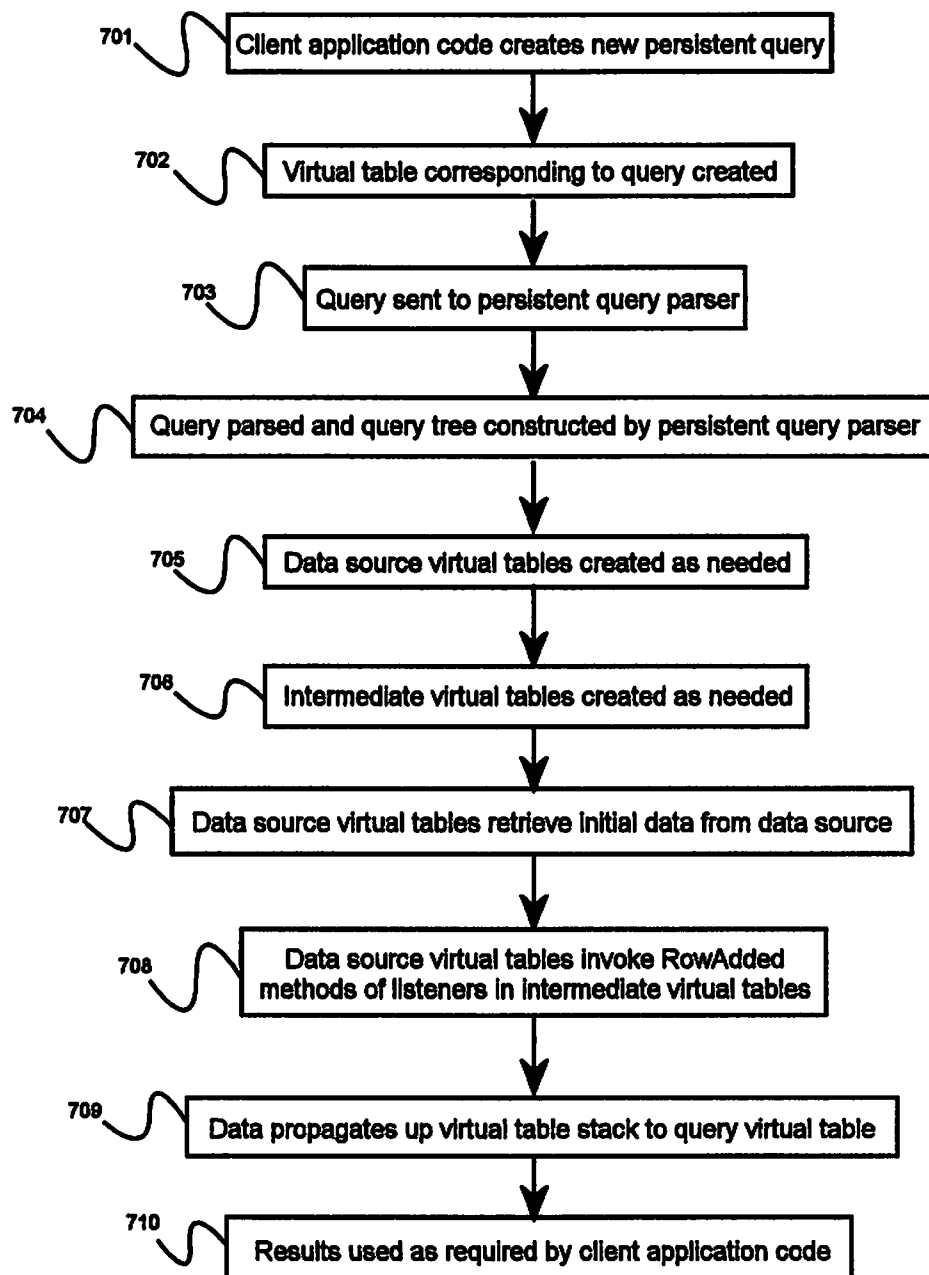 701
Client application code creates new persistent query
702
Virtual table corresponding to query created
703
Query sent to persistent query parser
704
Query parsed and query tree constructed by persistent query parser
705
Data source virtual tables created as needed
706
Intermediate virtual tables created as needed
707
Data source virtual tables retrieve initial data from data source
708
Data source virtual tables invoke RowAdded
methods of listeners in intermediate virtual tables
709
Data propagates up virtual table stack to query virtual table
710
Results used as required by client application code